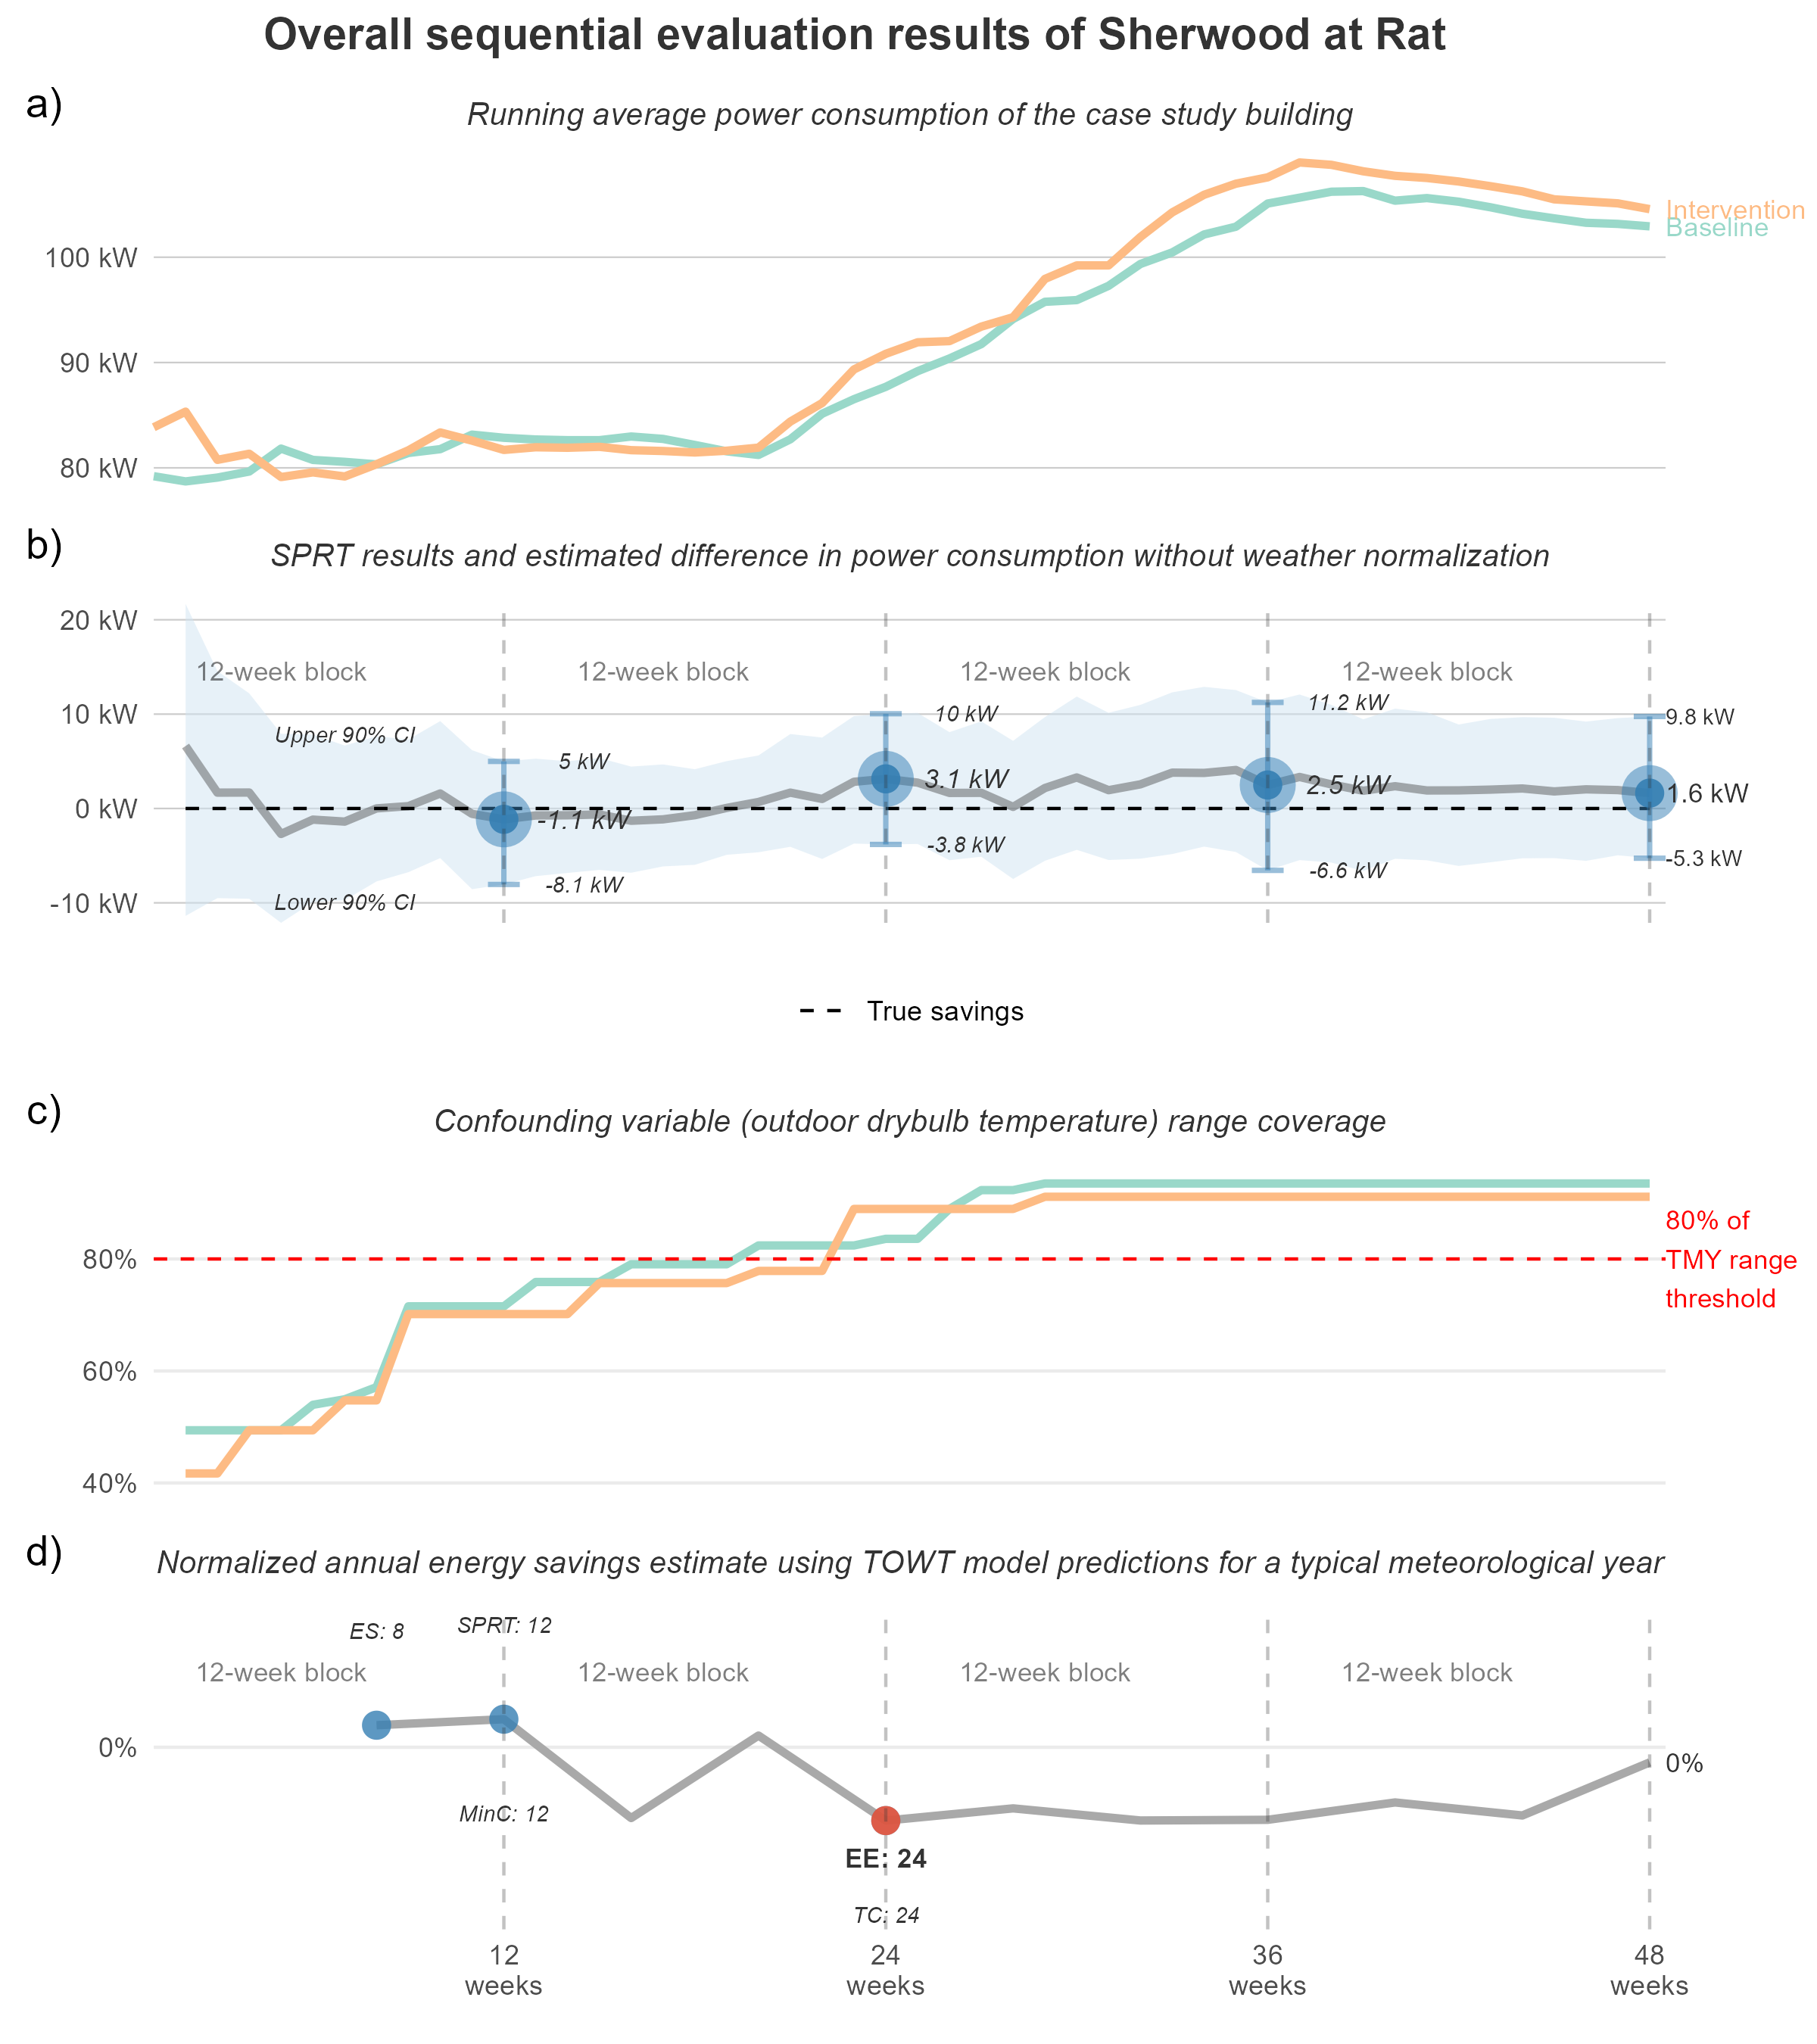 Overall sequential evaluation results of Sherwood at Rat
a)
Running average power consumption of the case study building
100 kW
90 kW
80 kW
Intervention
Baseline
b)
SPRT results and estimated difference in power consumption without weather normalization
20 kW
10 kW
0 kW
-10 kW
12-week block
12-week block
12-week block
12-week block
Upper 90% CI
Lower 90% CI
5 kW
-1.1 kW
-8.1 kW
10 kW
3.1 kW
-3.8 kW
11.2 kW
2.5 kW
-6.6 kW
9.8 kW
1.6 kW
-5.3 kW
True savings
c)
Confounding variable (outdoor drybulb temperature) range coverage
80%
60%
40%
80% of
TMY range
threshold
d)
Normalized annual energy savings estimate using TOWT model predictions for a typical meteorological year
ES: 8
SPRT: 12
12-week block
12-week block
12-week block
12-week block
0%
0%
MinC: 12
EE: 24
TC: 24
12
weeks
24
weeks
36
weeks
48
weeks